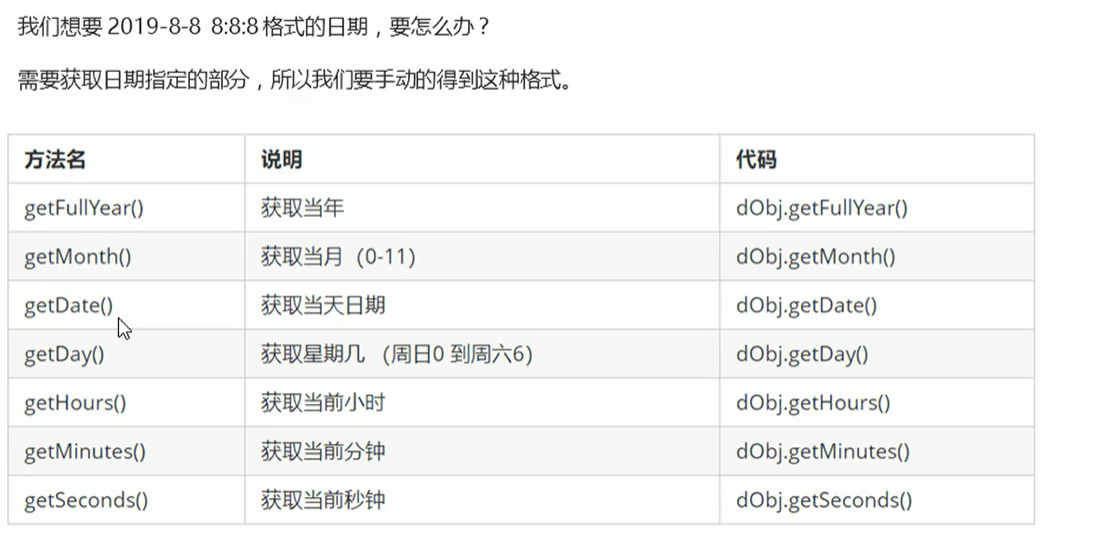 我们想要 2019-8-8 8:8:8 格式的日期，要怎么办？
需要获取日期指定的部分，所以我们要手动的得到这种格式。
方法名 说明 代码
getFullYear() 获取当年 dObj.getFullYear()
getMonth() 获取当月（0-11） dObj.getMonth()
getDate() 获取当天日期 dObj.getDate()
getDay() 获取星期几 （周日0 到周六6） dObj.getDay()
getHours() 获取当前小时 dObj.getHours()
getMinutes() 获取当前分钟 dObj.getMinutes()
getSeconds() 获取当前秒钟 dObj.getSeconds()